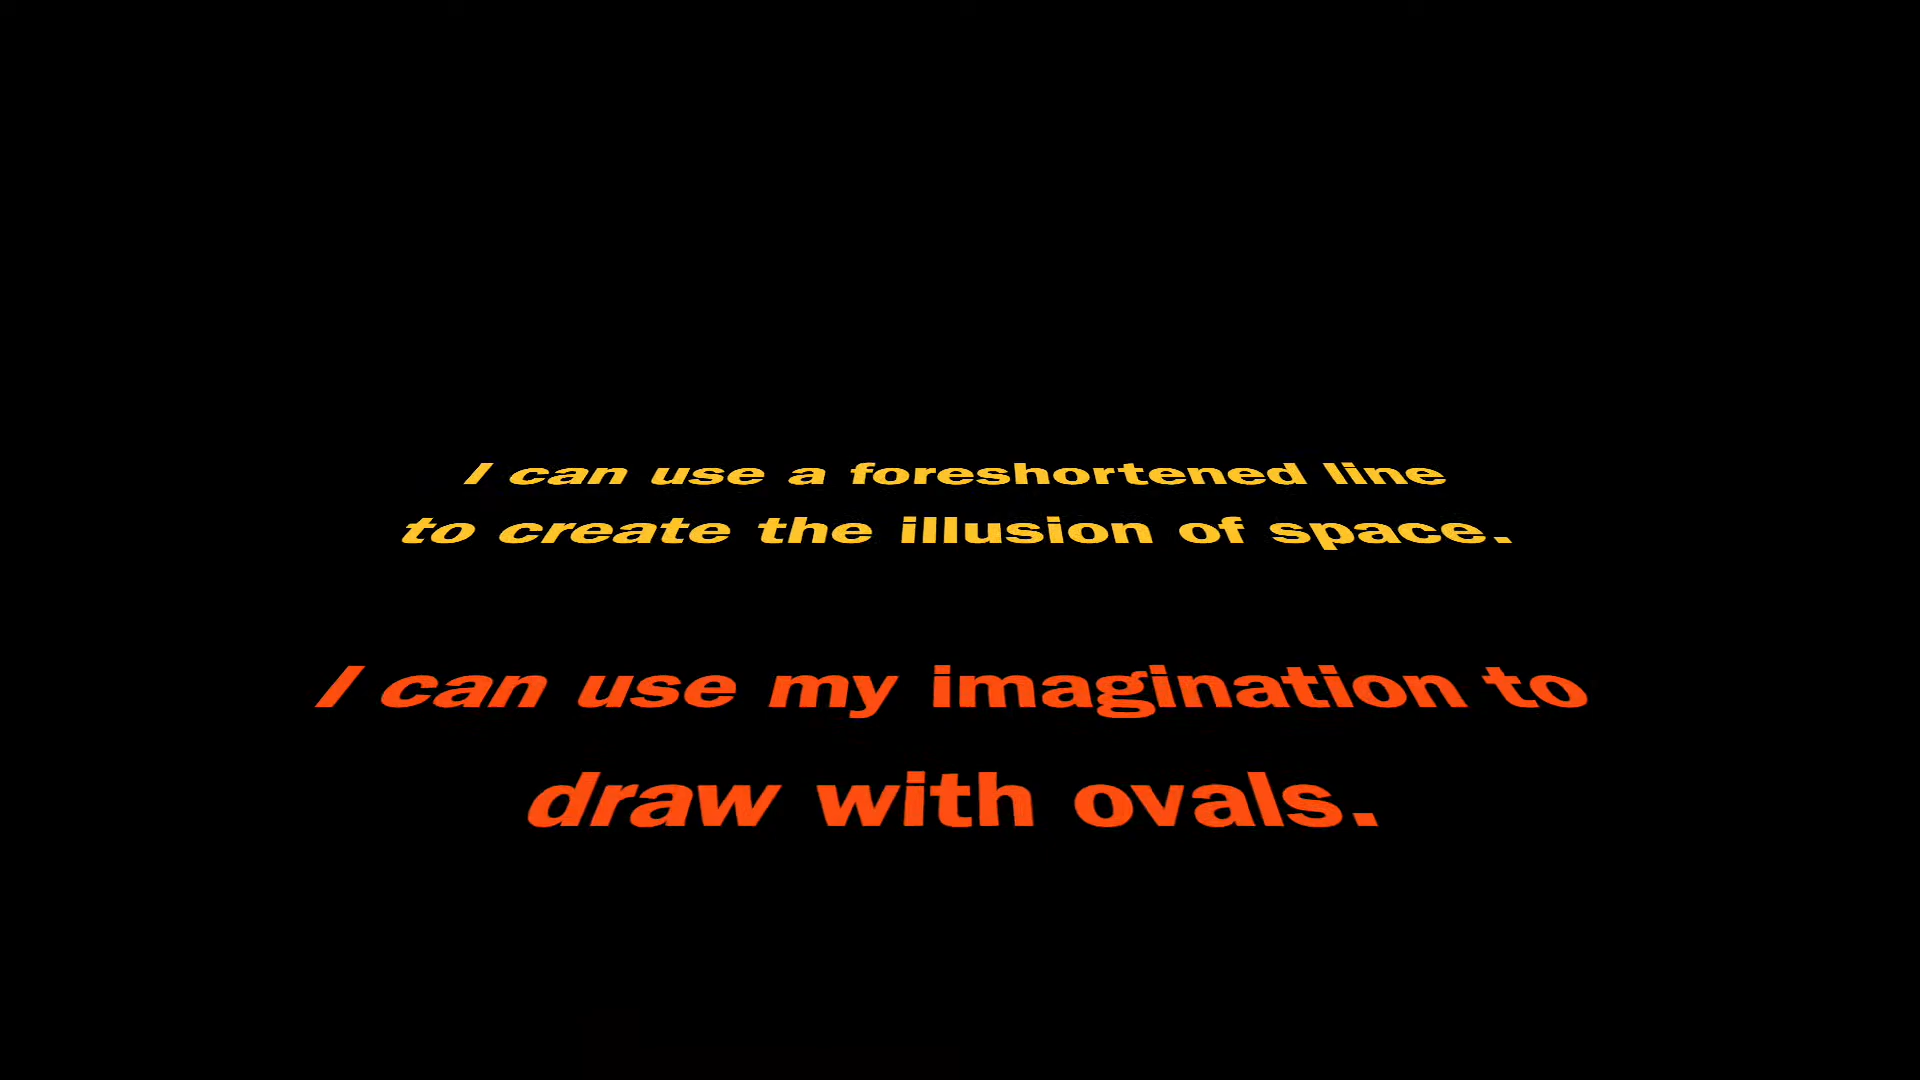 I can use a foreshortened line
to create the illusion of space.
I can use my imagination to
draw with ovals.